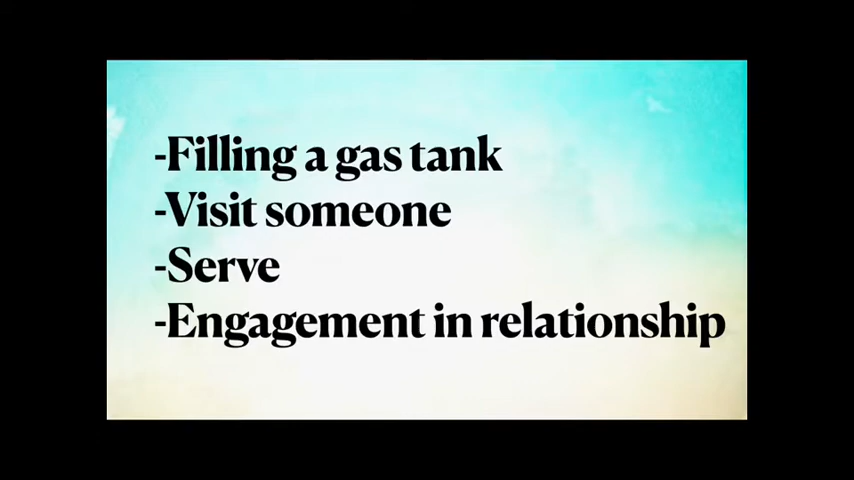 -Filling a gas tank
-Visit someone
-Serve
-Engagement in relationship